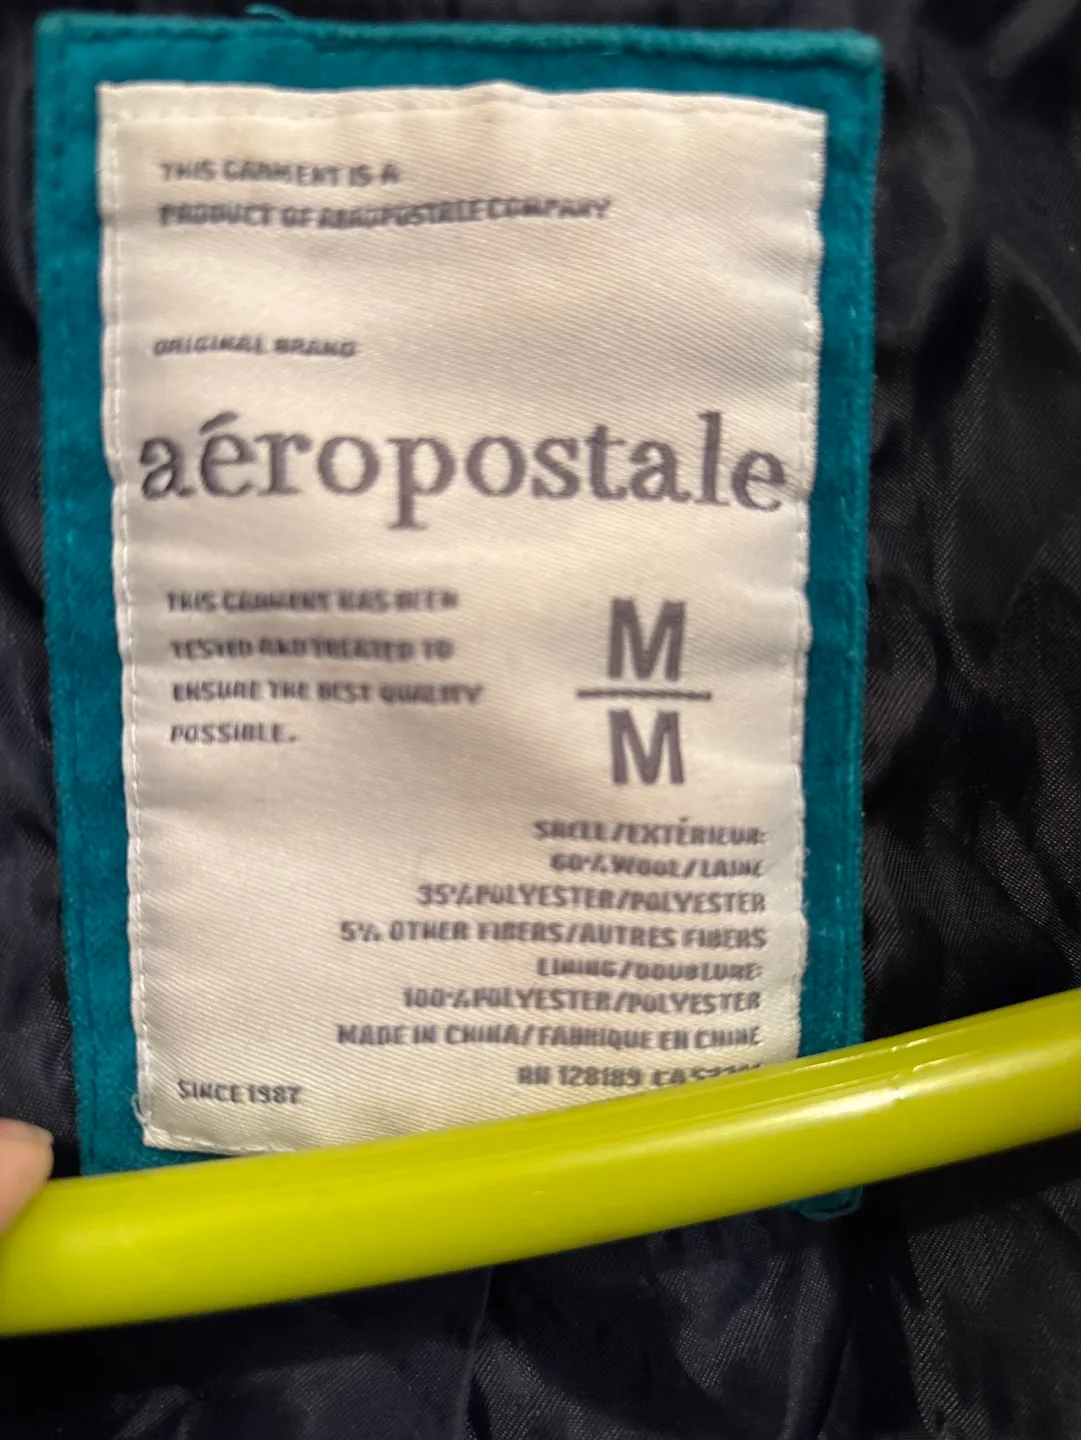 THIS GARMENT IS A
PRODUCT OF AEROPOSTALE COMPANY
ORIGINAL BRAND
aéropostale
THIS GARMENT HAS BEEN
TESTED AND TREATED TO
ENSURE THE BEST QUALITY
POSSIBLE.
M
M
SHELL/EXTÉRIEUR:
60% WOOL/LAINE
35% POLYESTER/POLYESTER
5% OTHER FIBERS/AUTRES FIBERS
LINING/DOUBLURE:
100% POLYESTER/POLYESTER
MADE IN CHINA/FABRIQUE EN CHINE
RN 128189 CA
SINCE 1987